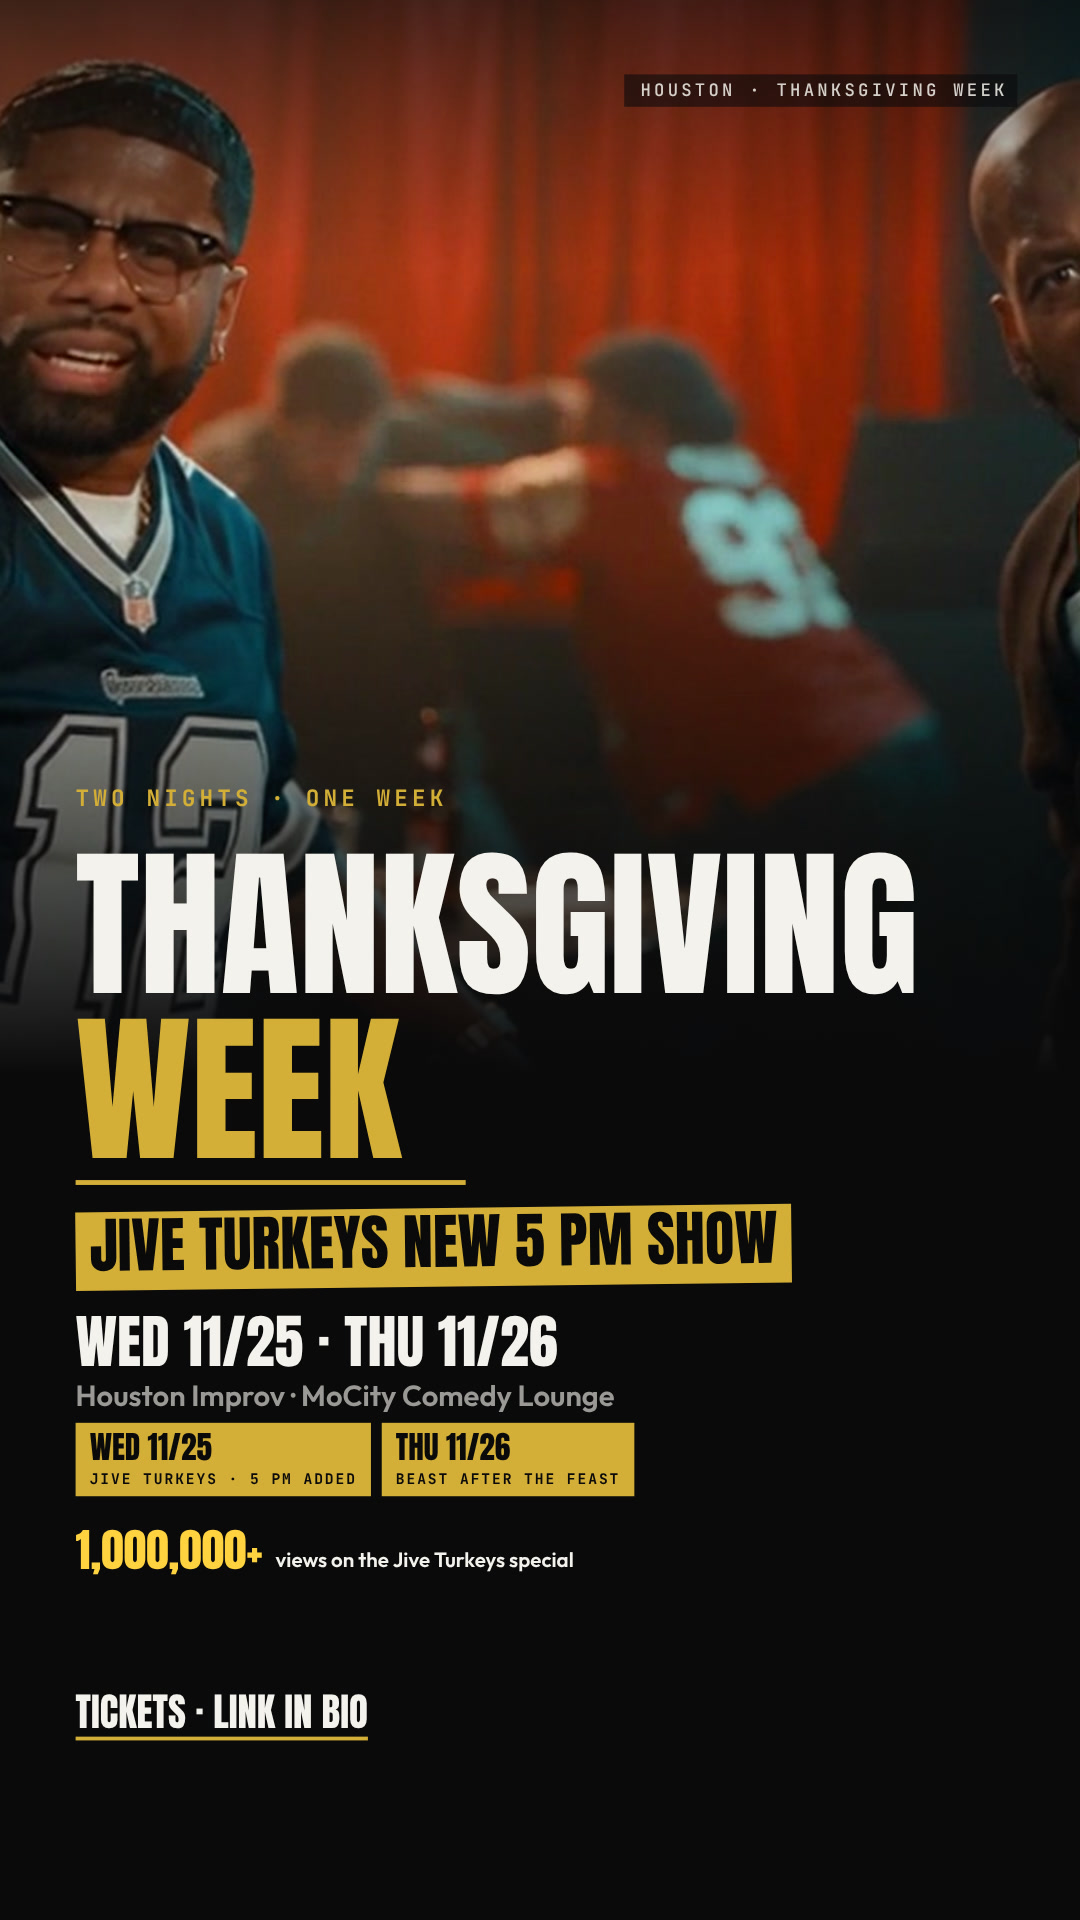 HOUSTON · THANKSGIVING WEEK
TWO NIGHTS · ONE WEEK
THANKSGIVING
WEEK
JIVE TURKEYS NEW 5 PM SHOW
WED 11/25 · THU 11/26
Houston Improv · MoCity Comedy Lounge
WED 11/25
JIVE TURKEYS · 5 PM ADDED
THU 11/26
BEAST AFTER THE FEAST
1,000,000+ views on the Jive Turkeys special
TICKETS · LINK IN BIO